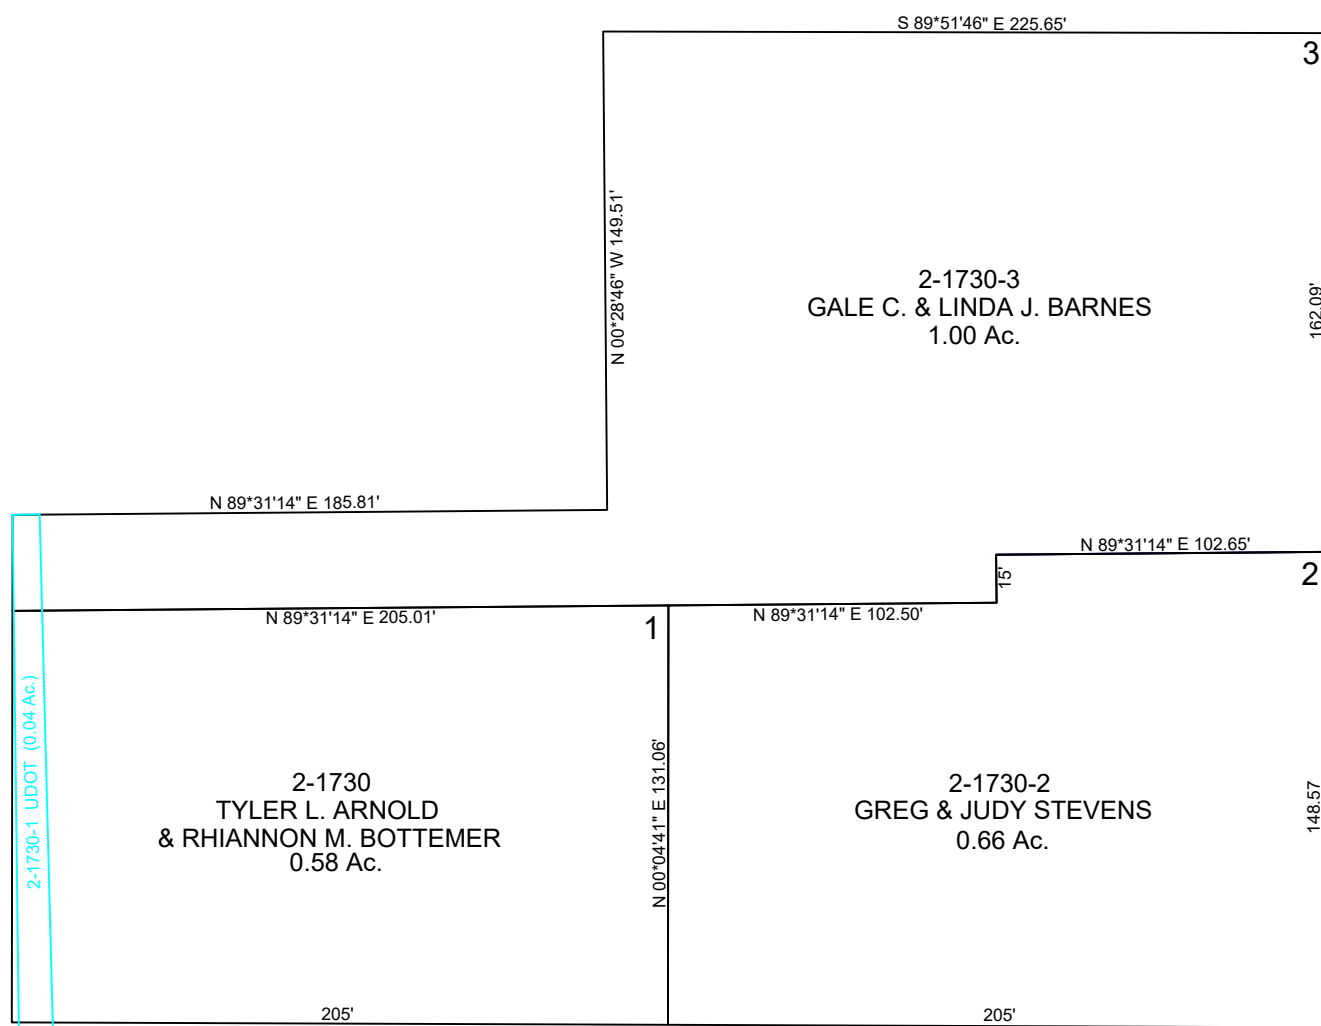 S 89*51'46" E 225.65'
3
N 00*28'46" W 149.51'
2-1730-3
GALE C. & LINDA J. BARNES
1.00 Ac.
162.09'
N 89*31'14" E 185.81'
N 89*31'14" E 102.65'
2
15'
N 89*31'14" E 205.01'
1
N 89*31'14" E 102.50'
2-1730-1 UDOT (0.04 Ac.)
2-1730
TYLER L. ARNOLD
& RHIANNON M. BOTTEMER
0.58 Ac.
N 00*04'41" E 131.06'
2-1730-2
GREG & JUDY STEVENS
0.66 Ac.
148.57
205'
205'